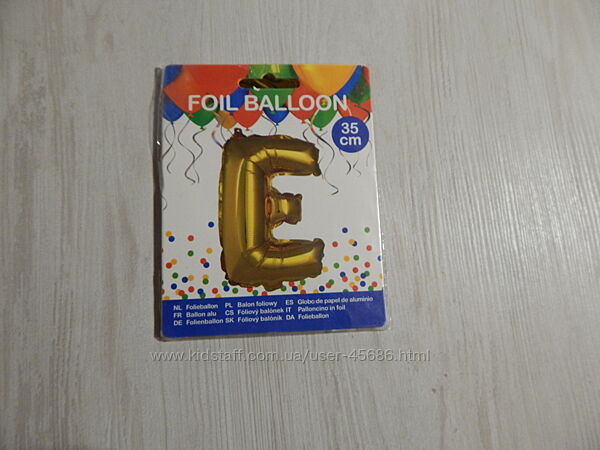 FOIL BALLOON
35
cm
E
NL Folieballon PL Balon foliowy ES Globo de papel de aluminio
FR Ballon alu CS Fóliový balónek IT Palloncino in foil
DE Folienballon SK Fóliový balónik DA Folieballon
www.kidstaff.com.ua/user-45686.html